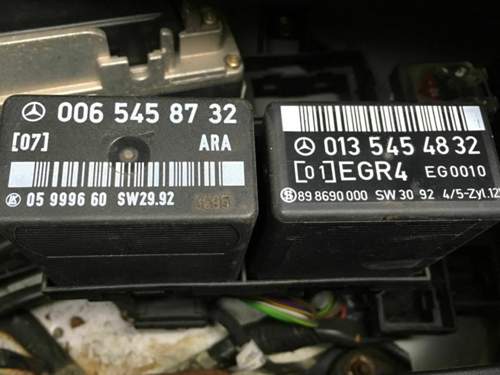 006 545 87 32
[07] ARA
05 9996 60 SW29.92
013 545 48 32
[01] EGR4 EG0010
89 8690 000 SW 30 92 4/5-Zyl.12V